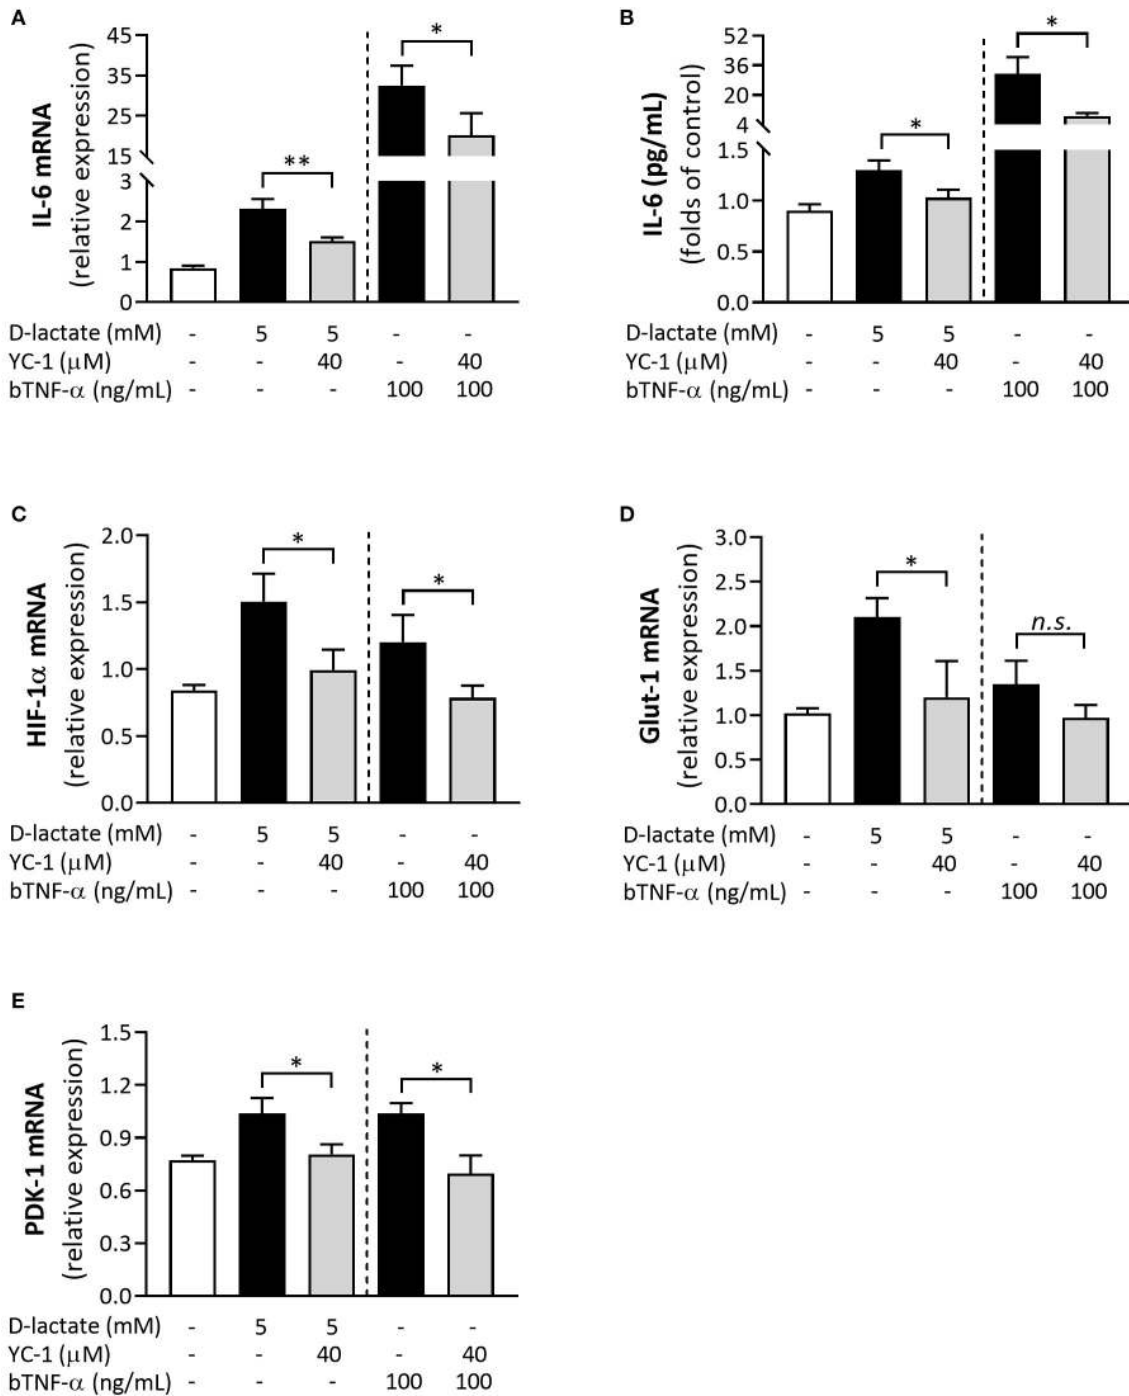 A
IL-6 mRNA
(relative expression)
45
35
25
15
3
2
1
0
**
*
D-lactate (mM) - 5 5 - -
YC-1 (μM) - - 40 - 40
bTNF-α (ng/mL) - - - 100 100
B
IL-6 (pg/mL)
(folds of control)
52
36
20
4
1.5
1.0
0.5
0.0
*
*
D-lactate (mM) - 5 5 - -
YC-1 (μM) - - 40 - 40
bTNF-α (ng/mL) - - - 100 100
C
HIF-1α mRNA
(relative expression)
2.0
1.5
1.0
0.5
0.0
*
*
D-lactate (mM) - 5 5 - -
YC-1 (μM) - - 40 - 40
bTNF-α (ng/mL) - - - 100 100
D
Glut-1 mRNA
(relative expression)
3.0
2.5
2.0
1.5
1.0
0.5
0.0
*
n.s.
D-lactate (mM) - 5 5 - -
YC-1 (μM) - - 40 - 40
bTNF-α (ng/mL) - - - 100 100
E
PDK-1 mRNA
(relative expression)
1.5
1.2
0.9
0.6
0.3
0.0
*
*
D-lactate (mM) - 5 5 - -
YC-1 (μM) - - 40 - 40
bTNF-α (ng/mL) - - - 100 100